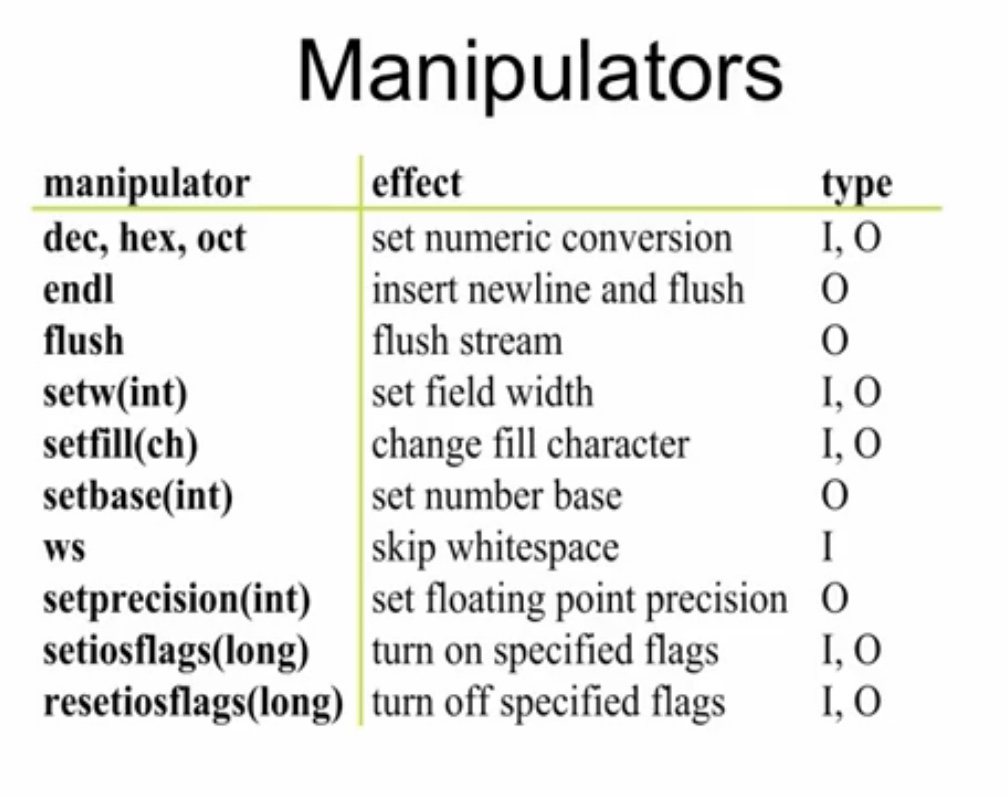 Manipulators
manipulator effect type
dec, hex, oct set numeric conversion I, O
endl insert newline and flush O
flush flush stream O
setw(int) set field width I, O
setfill(ch) change fill character I, O
setbase(int) set number base O
ws skip whitespace I
setprecision(int) set floating point precision O
setiosflags(long) turn on specified flags I, O
resetiosflags(long) turn off specified flags I, O